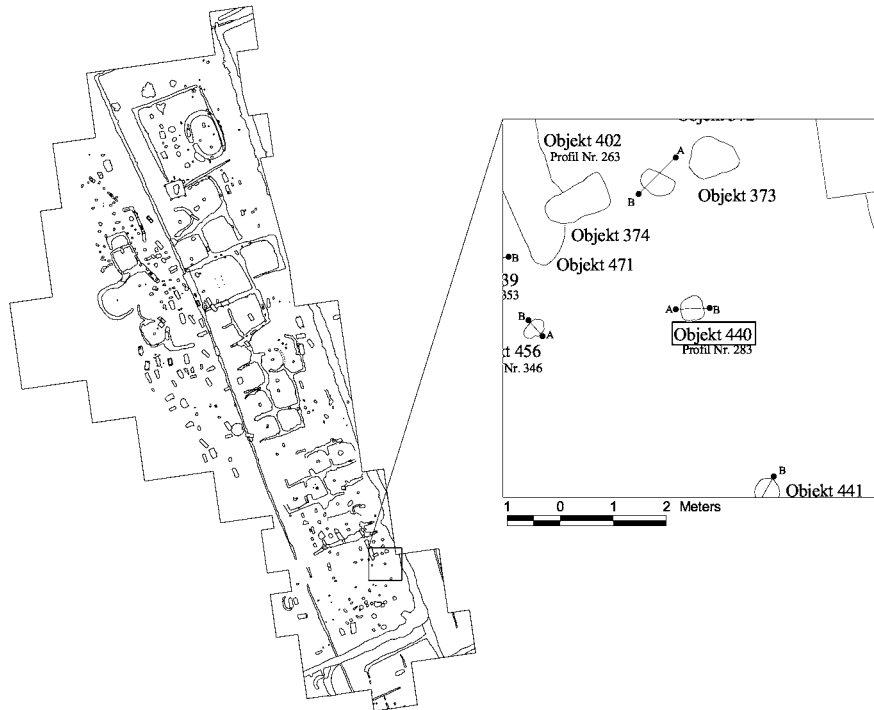 Objekt 402
Profil Nr. 263
A
B
Objekt 373
Objekt 374
Objekt 471
B
39
353
A B
Objekt 440
Profil Nr. 283
B
A
kt 456
Nr. 346
B
Objekt 441
1 0 1 2 Meters